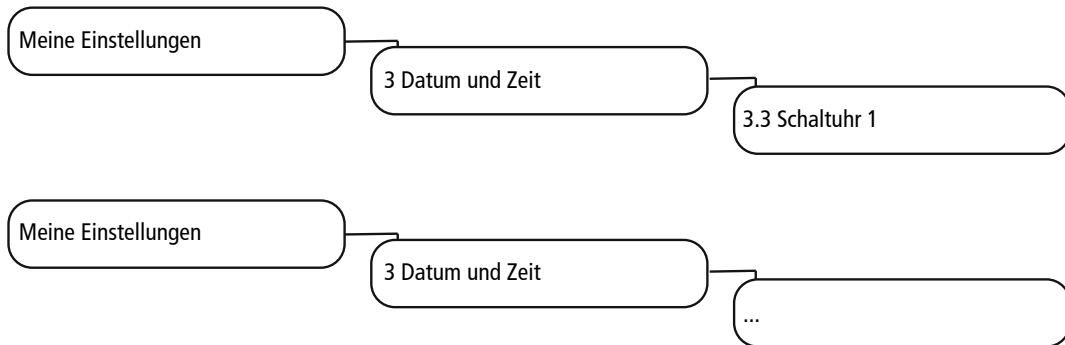 Meine Einstellungen
3 Datum und Zeit
3.3 Schaltuhr 1
Meine Einstellungen
3 Datum und Zeit
...